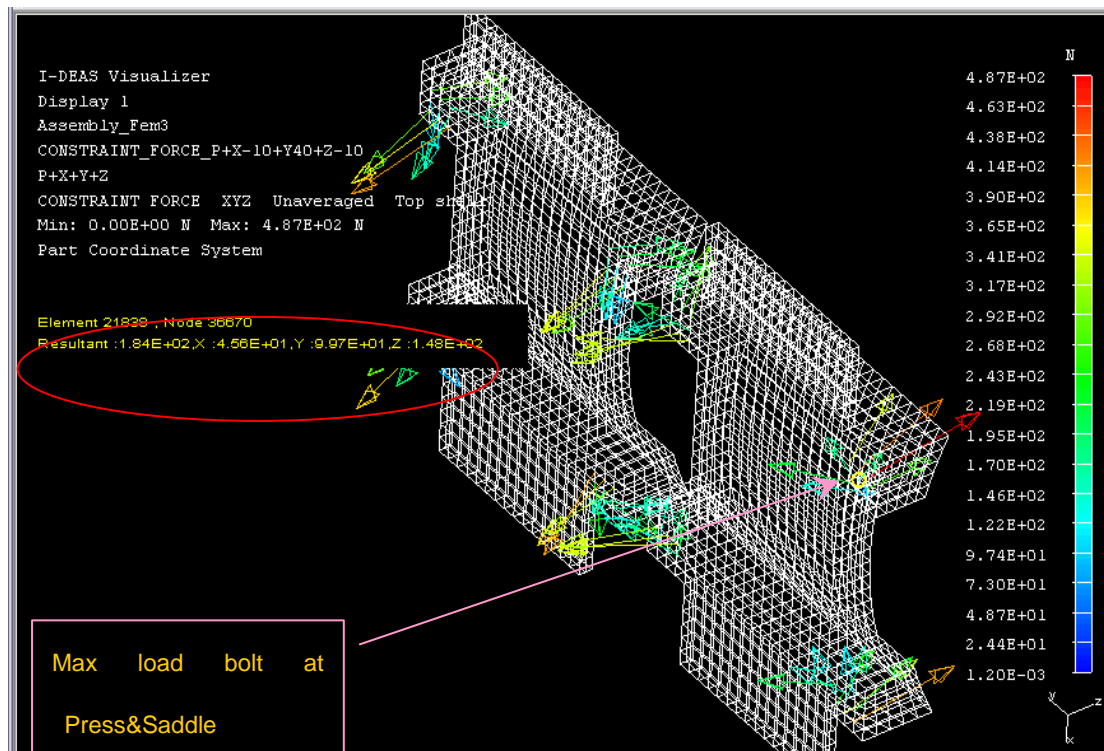 I-DEAS Visualizer
Display 1
Assembly_Fem3
CONSTRAINT_FORCE_P+X-10+Y40+Z-10
P+X+Y+Z
CONSTRAINT FORCE XYZ Unaveraged Top shell
Min: 0.00E+00 N Max: 4.87E+02 N
Part Coordinate System
Element 21839 , Node 36670
Resultant :1.84E+02,X :4.56E+01,Y :9.97E+01,Z :1.48E+02
Max load bolt at
Press&Saddle
N
4.87E+02
4.63E+02
4.38E+02
4.14E+02
3.90E+02
3.65E+02
3.41E+02
3.17E+02
2.92E+02
2.68E+02
2.43E+02
2.19E+02
1.95E+02
1.70E+02
1.46E+02
1.22E+02
9.74E+01
7.30E+01
4.87E+01
2.44E+01
1.20E-03
Y
Z
X